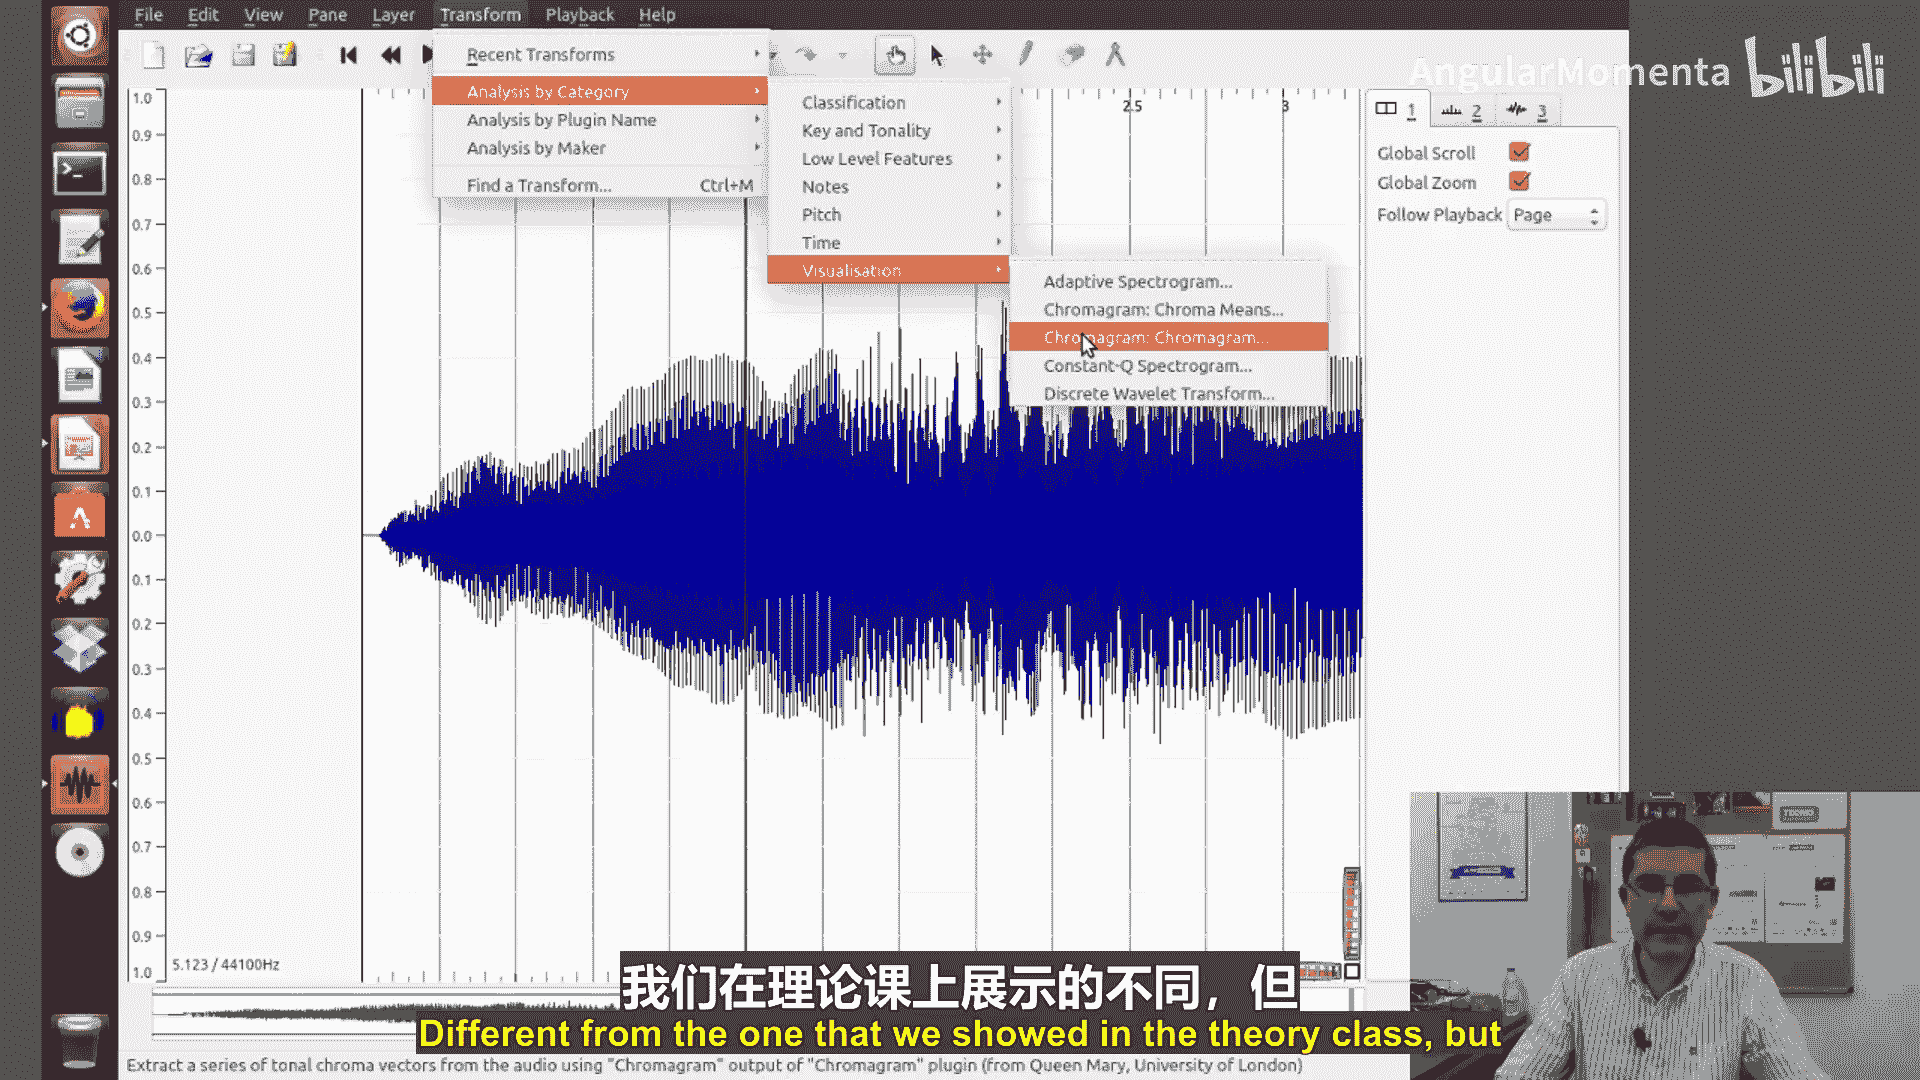 File Edit View Pane Layer Transform Playback Help
AngularMomenta bilibili
Recent Transforms
Analysis by Category
Analysis by Plugin Name
Analysis by Maker
Find a Transform... Ctrl+M
Classification
Key and Tonality
Low Level Features
Notes
Pitch
Time
Visualisation
Adaptive Spectrogram...
Chromagram: Chroma Means...
Chromagram: Chromagram...
Constant-Q Spectrogram...
Discrete Wavelet Transform...
2.5 3
1 2 3
Global Scroll
Global Zoom
Follow Playback Page
1.0
0.9
0.8
0.7
0.6
0.5
0.4
0.3
0.2
0.1
0.0
0.1
0.2
0.3
0.4
0.5
0.6
0.7
0.8
0.9
1.0
5.123 / 44100Hz
我们在理论课上展示的不同，但
Different from the one that we showed in the theory class, but
Extract a series of tonal chroma vectors from the audio using "Chromagram" output of "Chromagram" plugin (from Queen Mary, University of London)